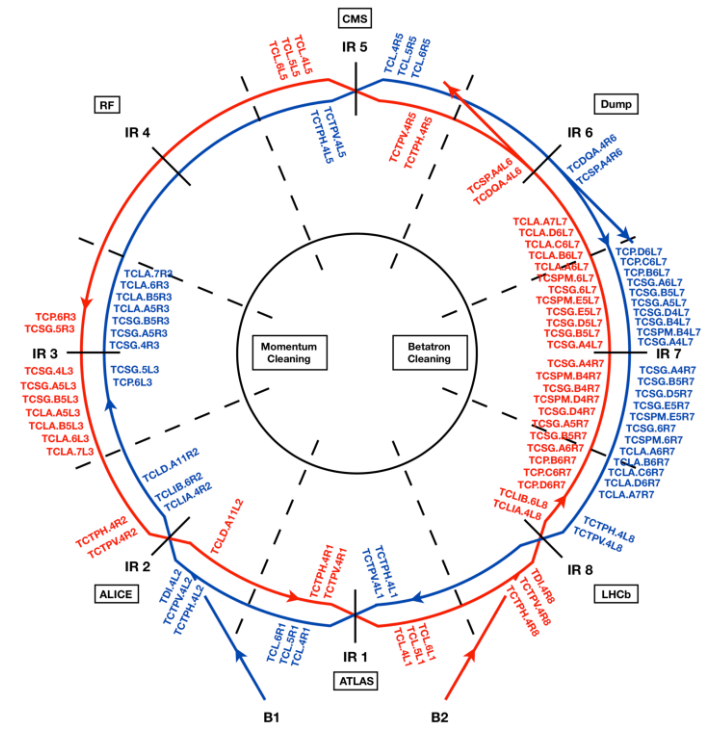 CMS
IR 5
TCL.6L5
TCL.5L5
TCL.4L5
TCL.4R5
TCL.5R5
TCL.6R5
TCTPV.4L5
TCTPH.4L5
TCTPV.4R5
TCTPH.4R5
RF
IR 4
Dump
IR 6
TCDQA.4R6
TCSP.A4R6
TCSP.A4L6
TCDQA.4L6
TCLA.A7L7
TCLA.D6L7
TCLA.C6L7
TCLA.B6L7
TCLA.A6L7
TCSPM.6L7
TCSG.6L7
TCSPM.E5L7
TCSG.E5L7
TCSG.D5L7
TCSG.B5L7
TCSG.A4L7
TCP.D6L7
TCP.C6L7
TCP.B6L7
TCSG.A6L7
TCSG.B5L7
TCSG.A5L7
TCSG.D4L7
TCSG.B4L7
TCSPM.B4L7
TCSG.A4L7
TCLA.7R3
TCLA.6R3
TCLA.B5R3
TCLA.A5R3
TCSG.B5R3
TCSG.A5R3
TCSG.4R3
TCP.6R3
TCSG.5R3
IR 3
Momentum
Cleaning
Betatron
Cleaning
IR 7
TCSG.4L3
TCSG.A5L3
TCSG.B5L3
TCLA.A5L3
TCLA.B5L3
TCLA.6L3
TCLA.7L3
TCSG.5L3
TCP.6L3
TCSG.A4R7
TCSPM.B4R7
TCSG.B4R7
TCSPM.D4R7
TCSG.D4R7
TCSG.A5R7
TCSG.B5R7
TCSG.A6R7
TCP.B6R7
TCP.C6R7
TCP.D6R7
TCSG.A4R7
TCSG.B5R7
TCSG.D5R7
TCSG.E5R7
TCSPM.E5R7
TCSG.6R7
TCSPM.6R7
TCLA.A6R7
TCLA.B6R7
TCLA.C6R7
TCLA.D6R7
TCLA.A7R7
TCLD.A11R2
TCLIB.6R2
TCLIA.4R2
TCLD.A11L2
TCTPH.4R2
TCTPV.4R2
IR 2
ALICE
TDI.4L2
TCTPV.4L2
TCTPH.4L2
TCTPH.4R1
TCTPV.4R1
TCTPH.4L1
TCTPV.4L1
TCLIB.6L8
TCLIA.4L8
TCTPH.4L8
TCTPV.4L8
IR 8
LHCb
TDI.4R8
TCTPV.4R8
TCTPH.4R8
TCL.6R1
TCL.5R1
TCL.4R1
TCL.6L1
TCL.5L1
TCL.4L1
IR 1
ATLAS
B1
B2